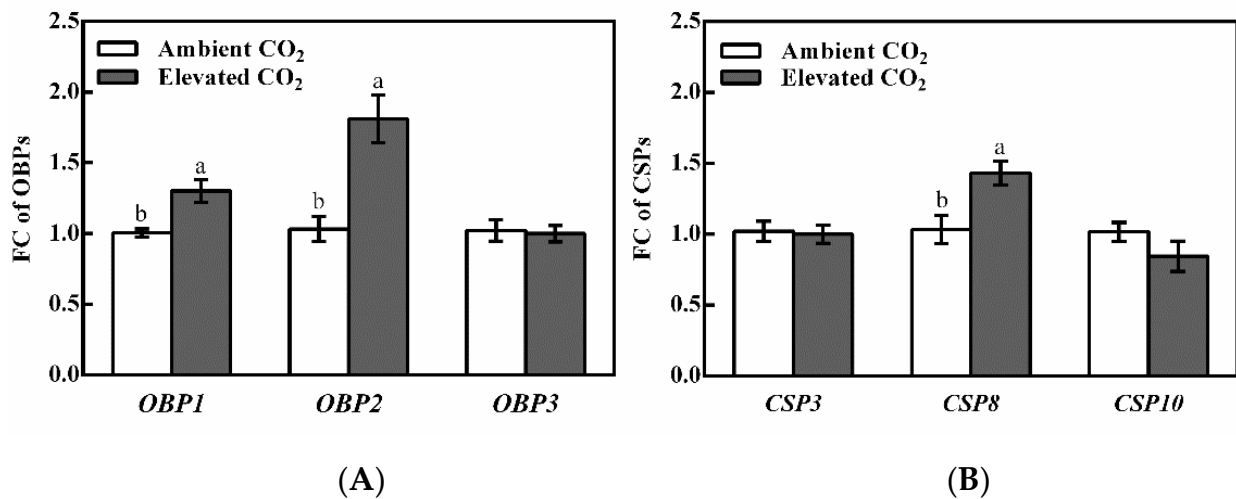 2.5
2.0
1.5
1.0
0.5
0.0
FC of OBPs
Ambient CO₂
Elevated CO₂
b
a
b
a
OBP1 OBP2 OBP3
(A)
2.5
2.0
1.5
1.0
0.5
0.0
FC of CSPs
Ambient CO₂
Elevated CO₂
b
a
CSP3 CSP8 CSP10
(B)